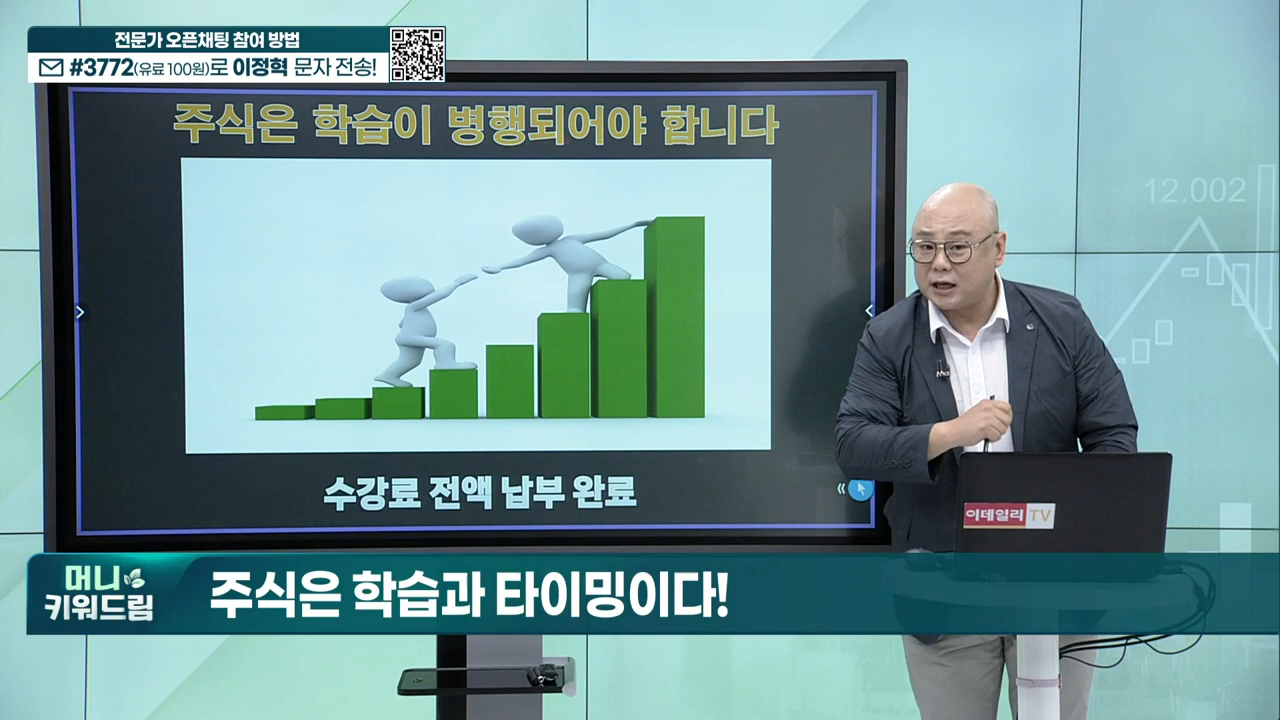 전문가 오픈채팅 참여 방법
#3772(유료 100원)로 이정혁 문자 전송!
주식은 학습이 병행되어야 합니다
12.002
수강료 전액 납부 완료
이데일리 TV
머니
키워드림
주식은 학습과 타이밍이다!